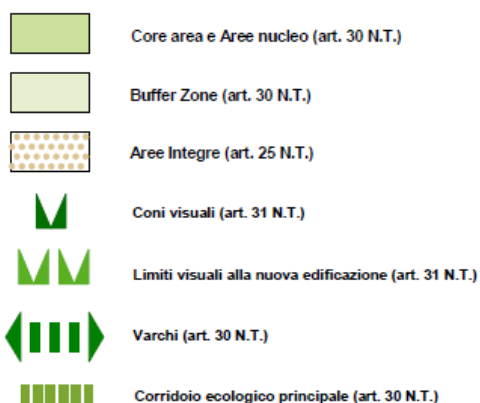 Core area e Aree nucleo (art. 30 N.T.)
Buffer Zone (art. 30 N.T.)
Aree Integre (art. 25 N.T.)
Coni visuali (art. 31 N.T.)
Limiti visuali alla nuova edificazione (art. 31 N.T.)
Varchi (art. 30 N.T.)
Corridoio ecologico principale (art. 30 N.T.)